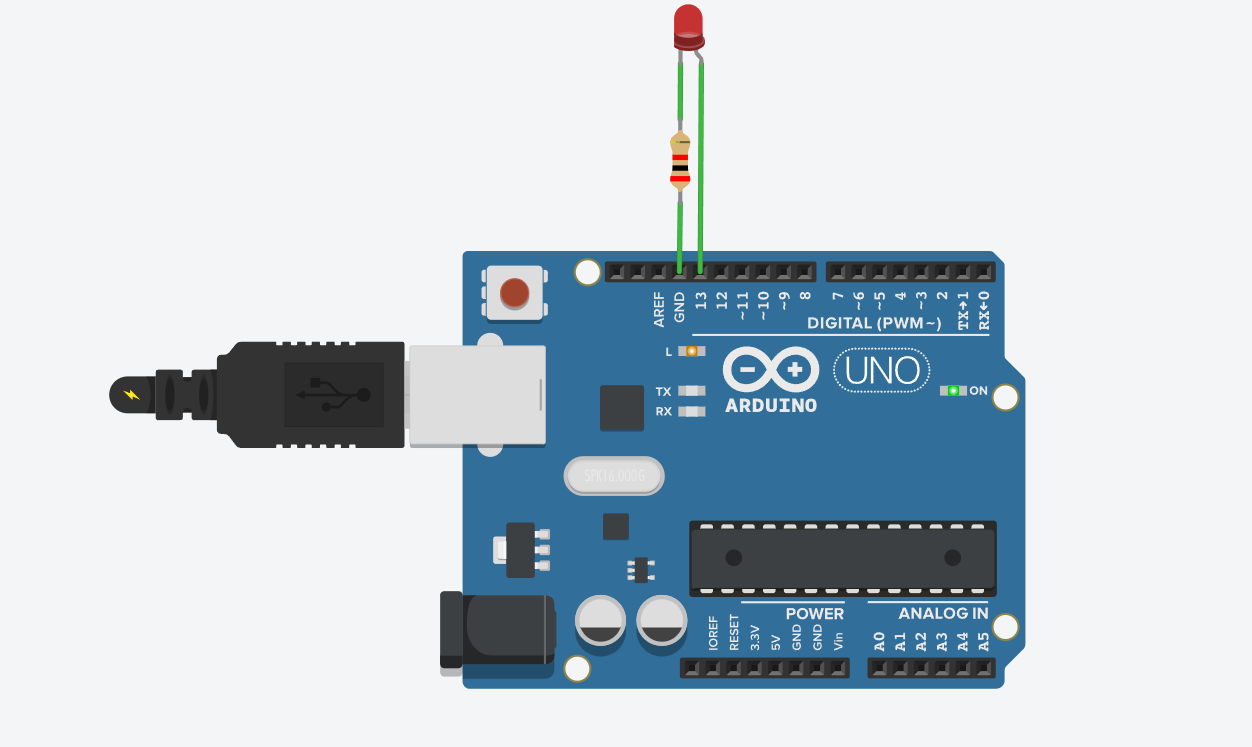 AREF
GND
13
12
~11
~10
~9
8
7
~6
~5
4
~3
2
TX→1
RX←0
DIGITAL (PWM~)
L
TX
RX
ARDUINO
UNO
ON
SPK16.000G
POWER
ANALOG IN
IOREF
RESET
3.3V
5V
GND
GND
Vin
A0
A1
A2
A3
A4
A5